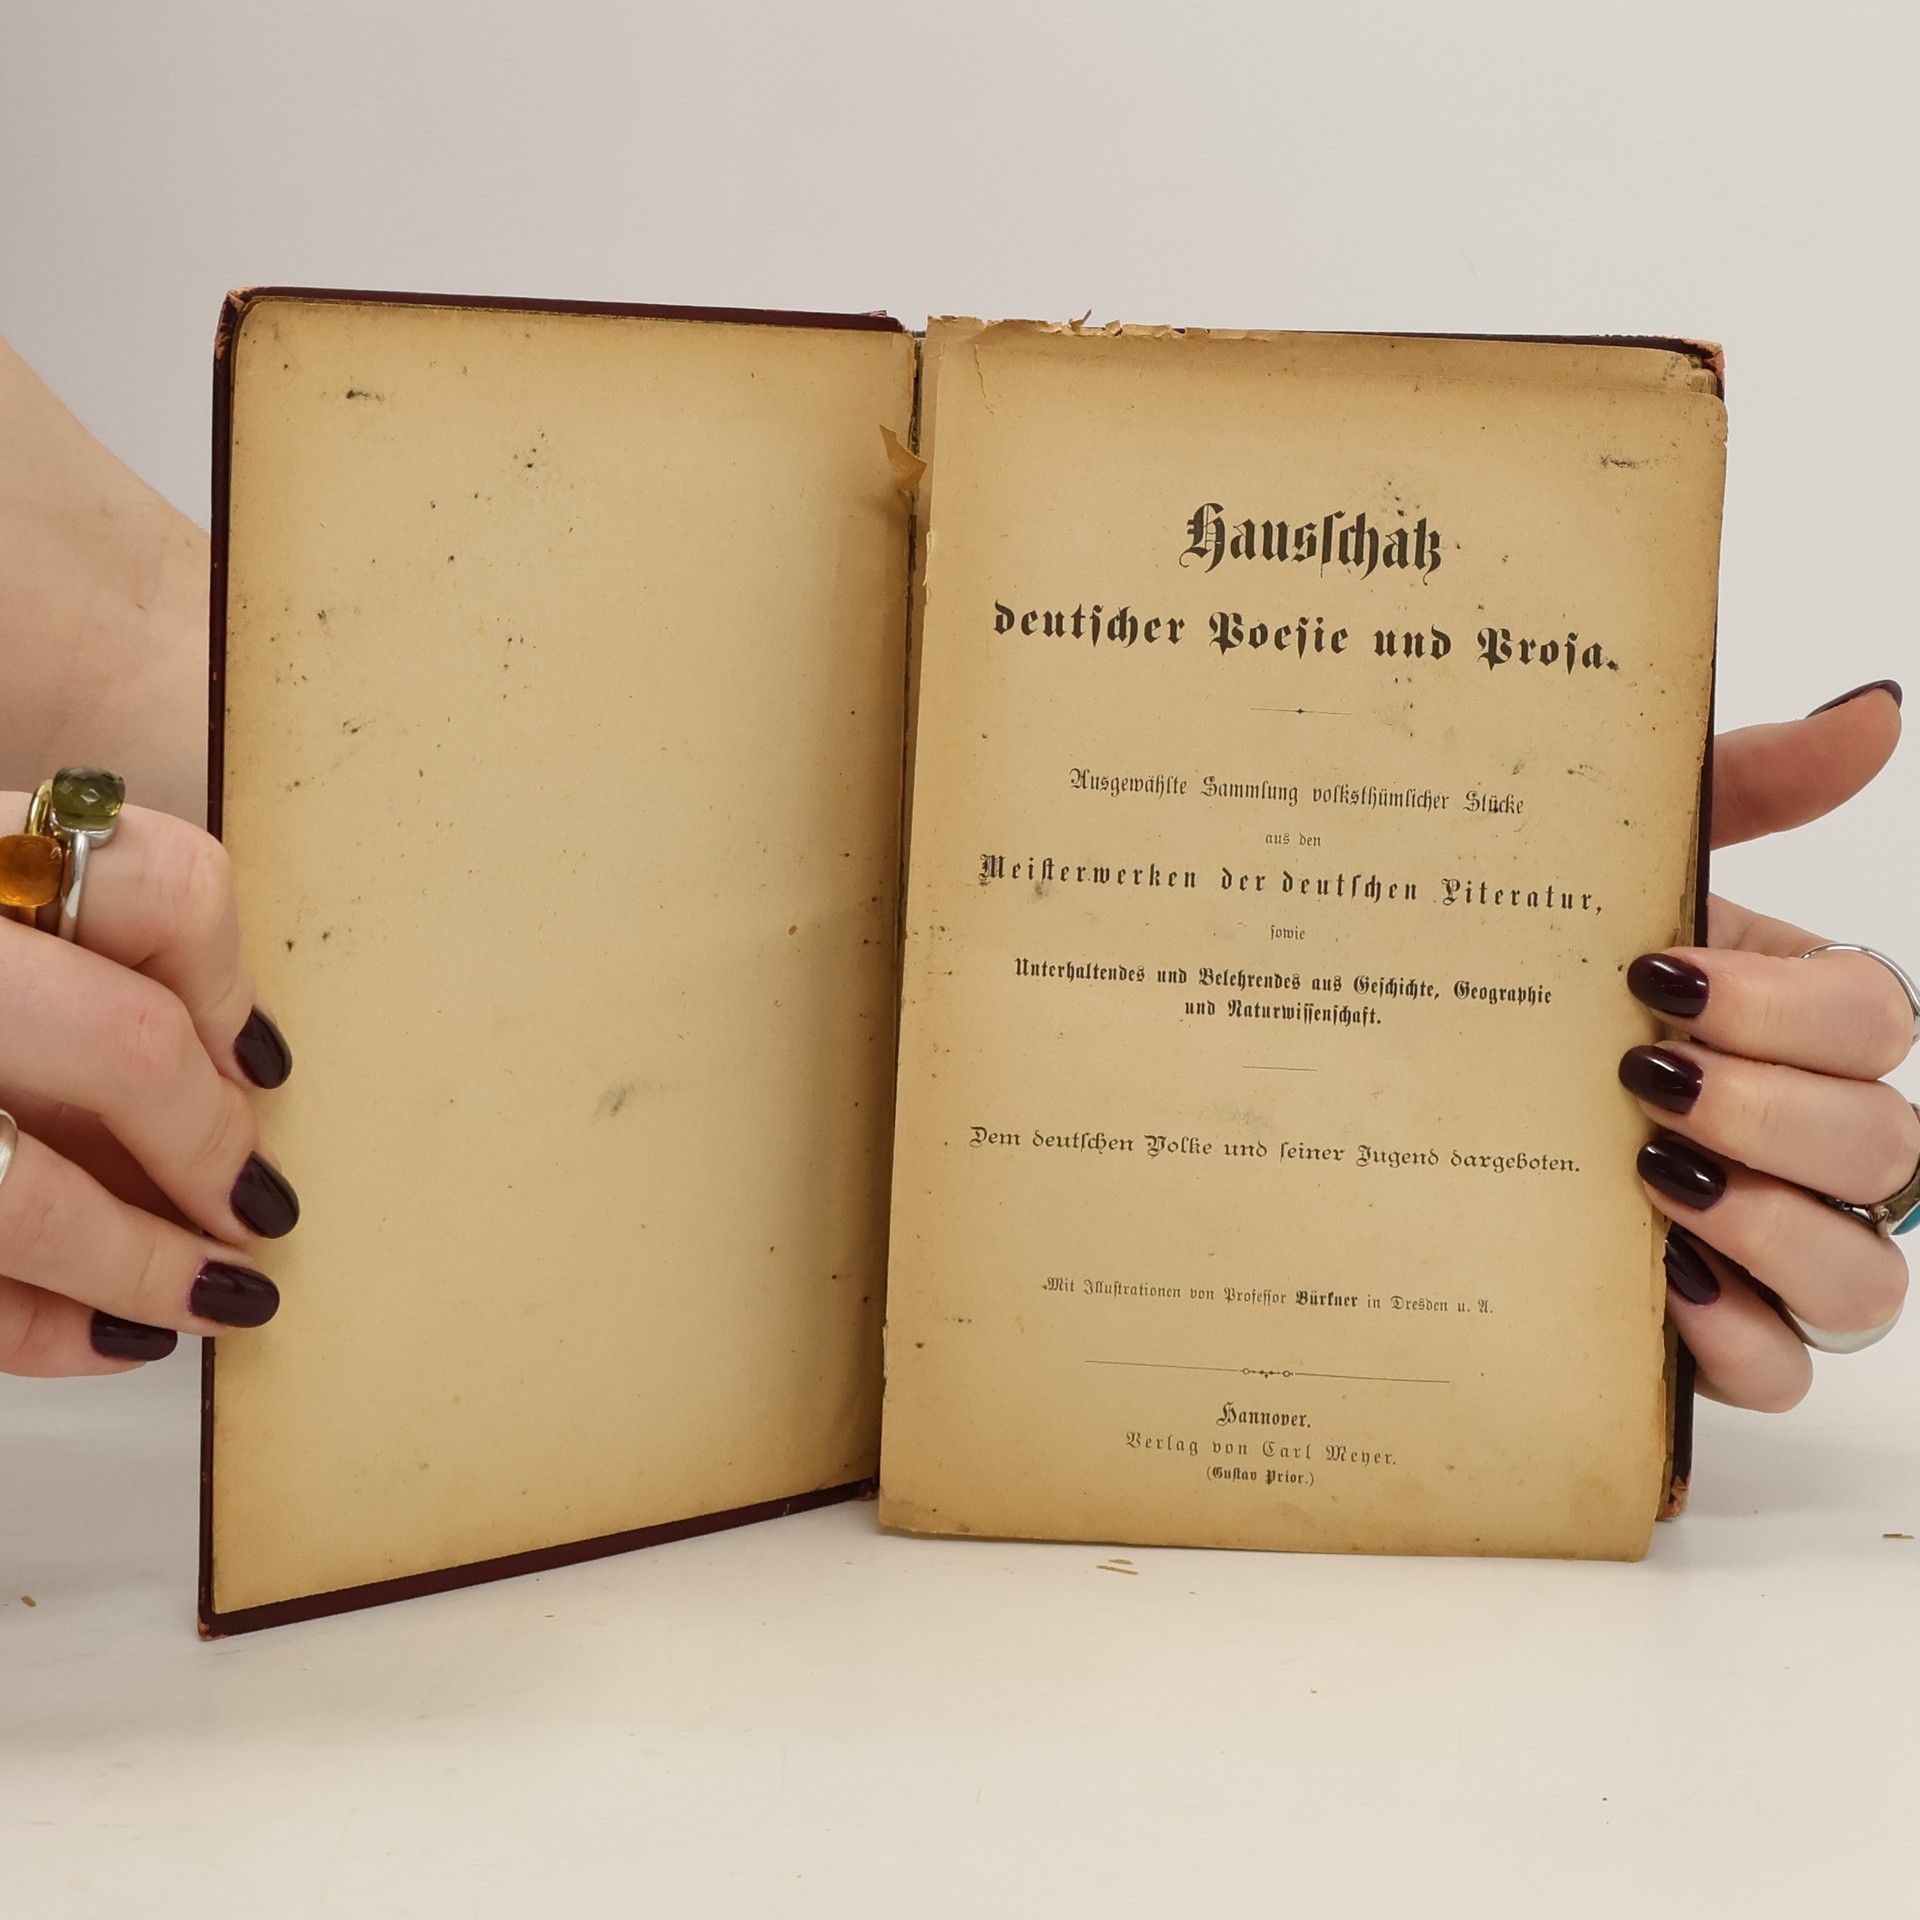 Hausſchatz
deutſcher Poeſie und Proſa.
Ausgewählte Sammlung volksthümlicher Stücke
aus den
Meiſterwerken der deutſchen Literatur,
ſowie
Unterhaltendes und Belehrendes aus Geſchichte, Geographie
und Naturwiſſenſchaft.
Dem deutſchen Volke und ſeiner Jugend dargeboten.
Mit Illuſtrationen von Profeſſor Bürkner in Dresden u. A.
Hannover.
Verlag von Carl Meyer.
(Guſtav Prior.)